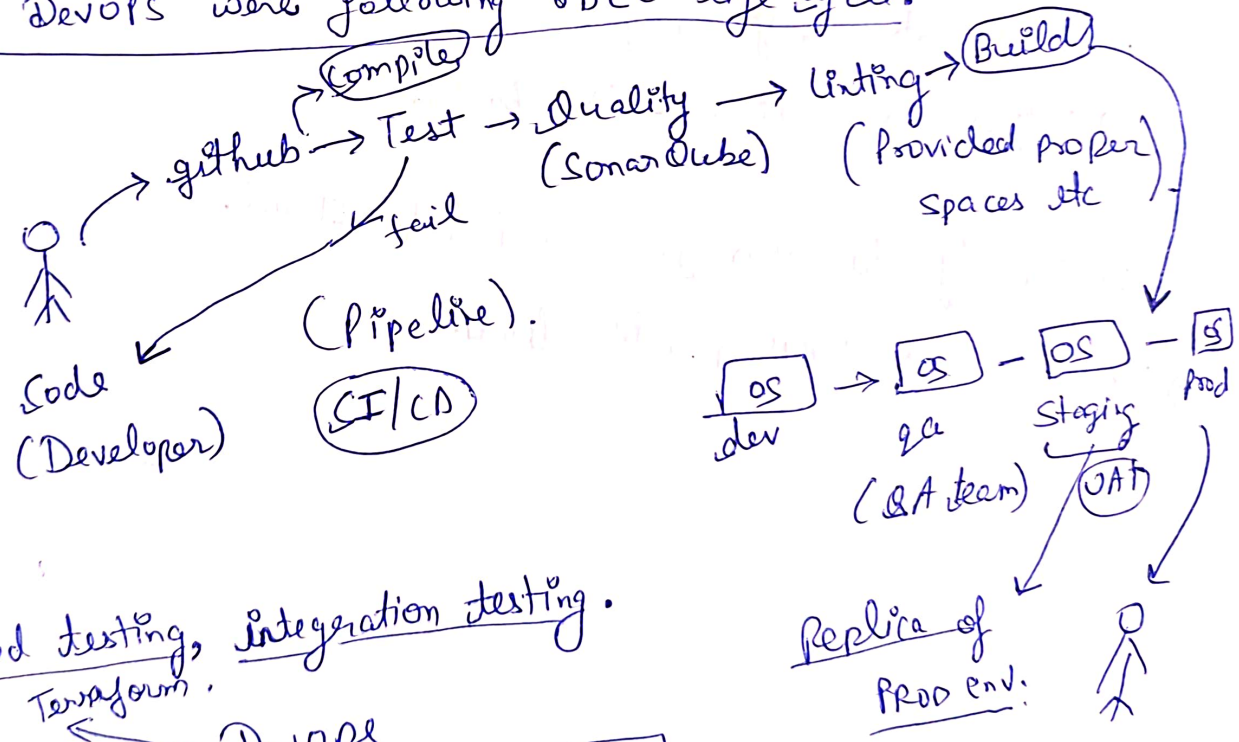 DevOps were following
Compile
Build
github → Test → Quality → linting →
(SonarQube)
(Provided proper
spaces etc
fail
(Pipeline).
Code
(Developer)
CI/CD
OS → OS - OS - OS
dev
qa
Staging
Prod
(QA team)
UAT
testing, integration testing.
Terraform.
Replica of
PROD env.